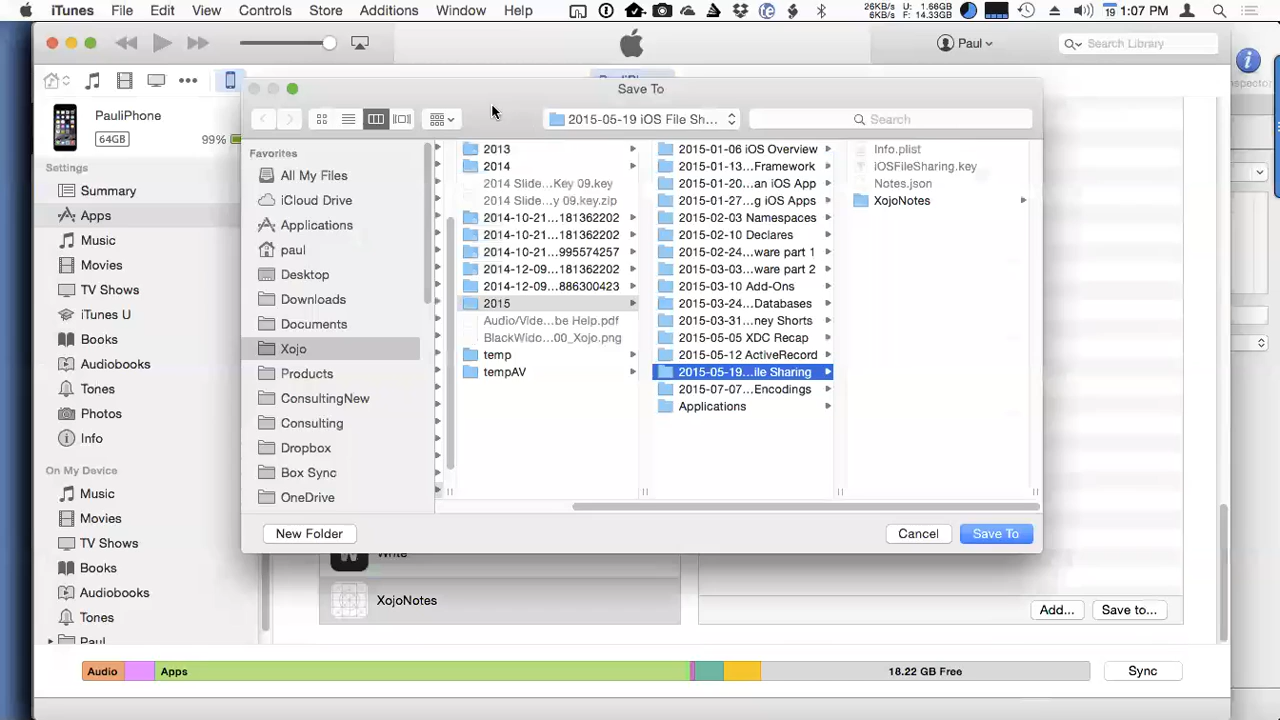 iTunes File Edit View Controls Store Additions Window Help
26KB/s
6KB/s
U: 1.66GB
F: 14.33GB
19 1:07 PM
Paul
Search Library
PauliPhone
64GB 99%
Settings
Summary
Apps
Music
Movies
TV Shows
iTunes U
Books
Audiobooks
Tones
Photos
Info
On My Device
Music
Movies
TV Shows
Books
Audiobooks
Tones
Paul
Save To
2015-05-19 iOS File Sh...
Search
Favorites
All My Files
iCloud Drive
Applications
paul
Desktop
Downloads
Documents
Xojo
Products
ConsultingNew
Consulting
Dropbox
Box Sync
OneDrive
2013
2014
2014 Slide...Key 09.key
2014 Slide...y 09.key.zip
2014-10-21...181362202
2014-10-21...181362202
2014-10-21...995574257
2014-12-09...181362202
2014-12-09...886300423
2015
Audio/Vide...be Help.pdf
BlackWido...00_Xojo.png
temp
tempAV
2015-01-06 iOS Overview
2015-01-13...Framework
2015-01-20...an iOS App
2015-01-27...g iOS Apps
2015-02-03 Namespaces
2015-02-10 Declares
2015-02-24...ware part 1
2015-03-03...ware part 2
2015-03-10 Add-Ons
2015-03-24...Databases
2015-03-31...ney Shorts
2015-05-05 XDC Recap
2015-05-12 ActiveRecord
2015-05-19...ile Sharing
2015-07-07...Encodings
Applications
Info.plist
iOSFileSharing.key
Notes.json
XojoNotes
New Folder
Cancel
Save To
Write
XojoNotes
Add...
Save to...
Audio
Apps
18.22 GB Free
Sync